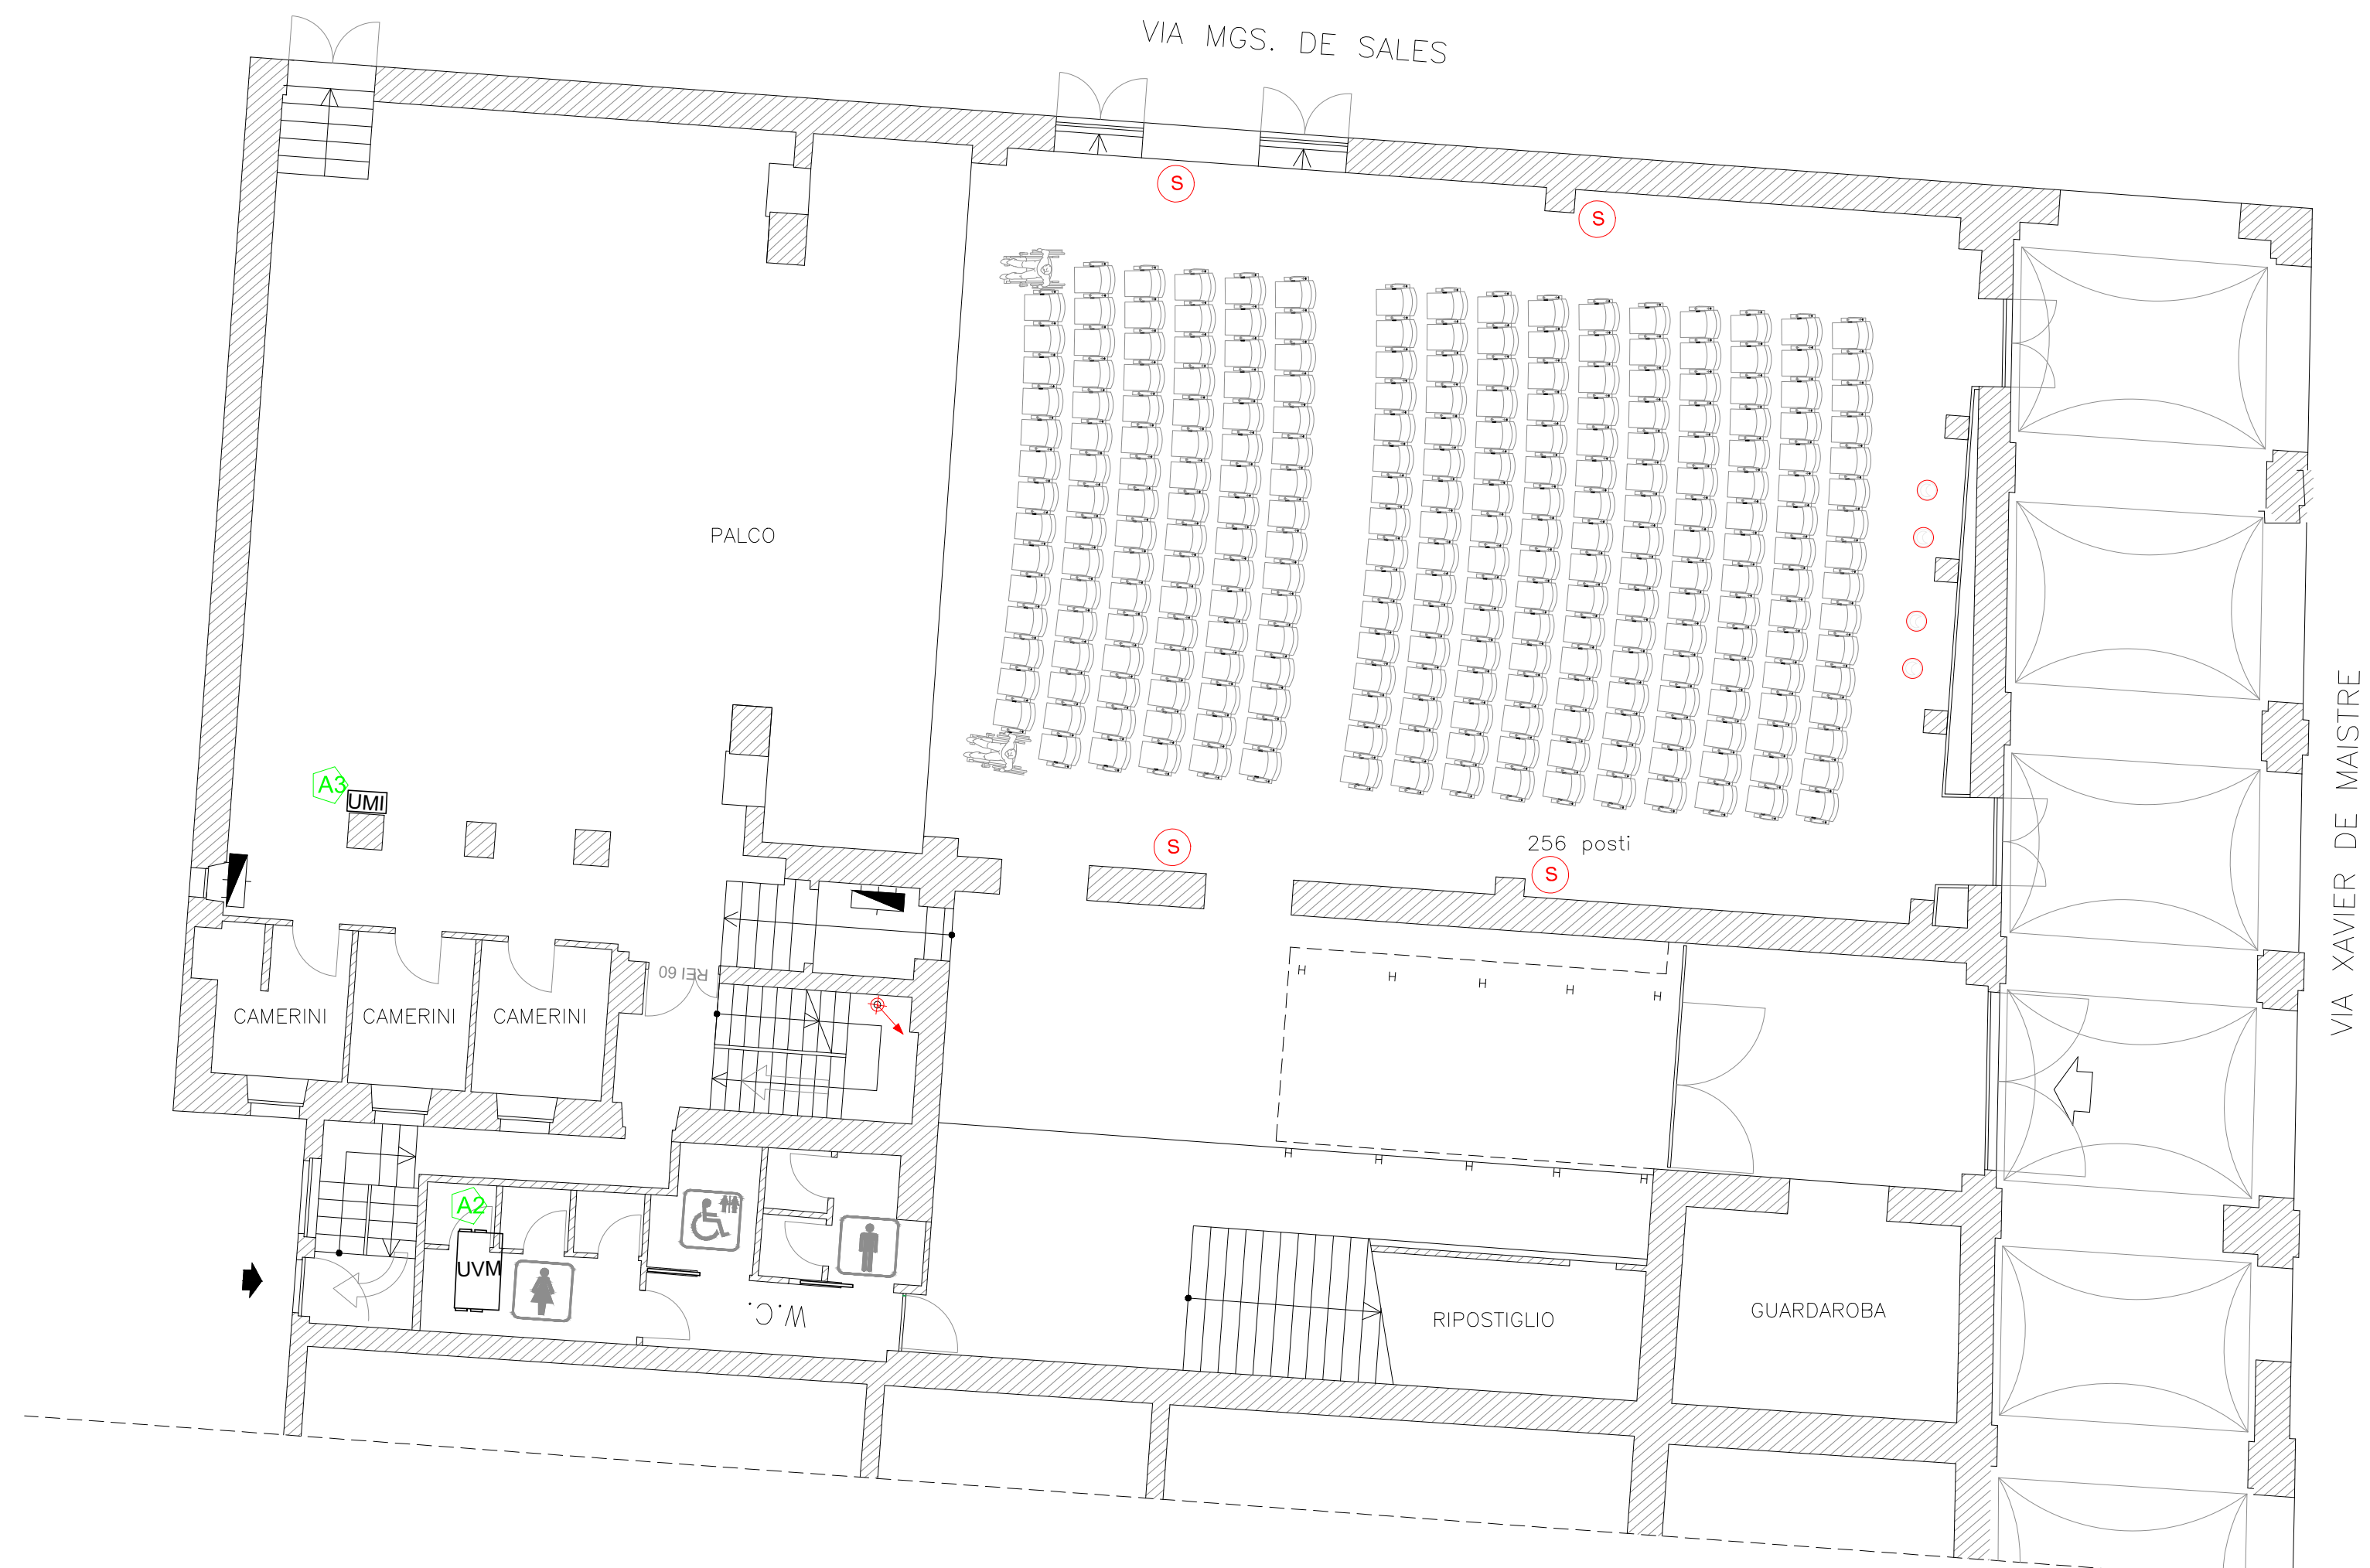 VIA MGS. DE SALES
S
S
PALCO
VIA XAVIER DE MAISTRE
A3
UMI
S
256 posti
S
REI 60
CAMERINI
CAMERINI
CAMERINI
H H H H H
H H H H H
A2
UVM
W.C.
RIPOSTIGLIO
GUARDAROBA